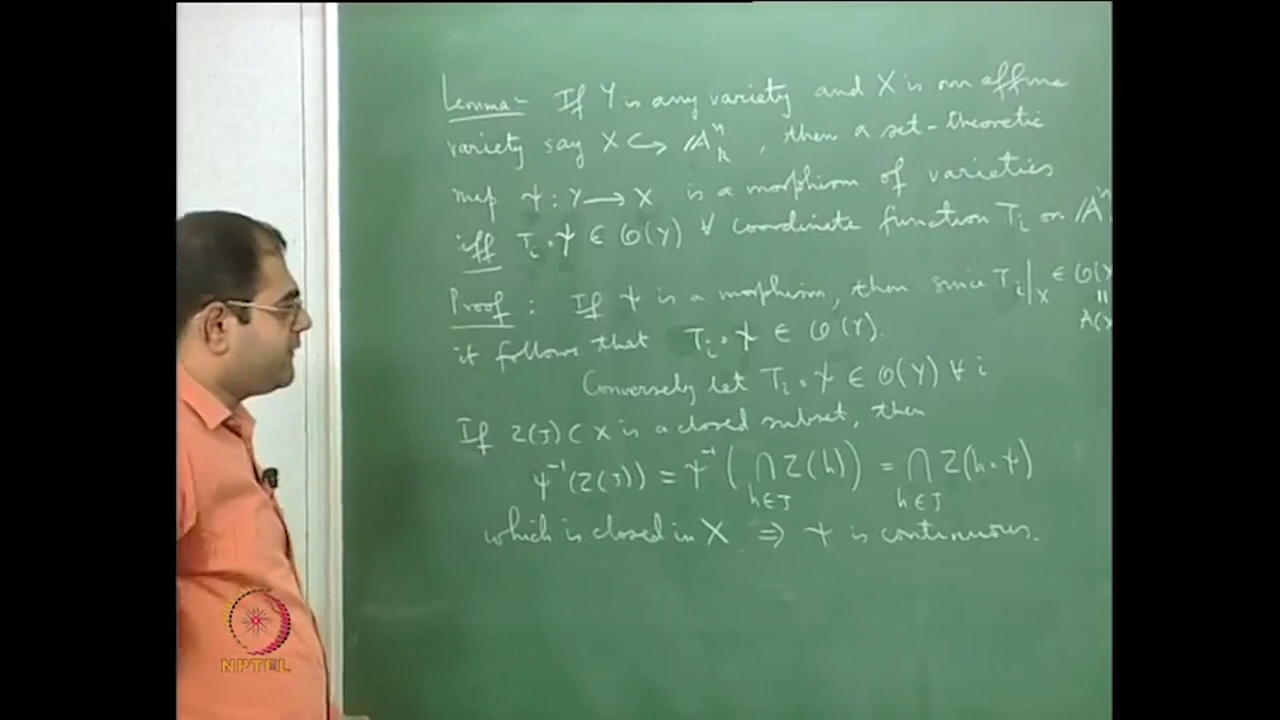 Lemma:- If Y is any variety and X is an affine
variety say X ↪ 𝔸ⁿₖ, then a set-theoretic
map ψ : Y → X is a morphism of varieties
iff Tᵢ∘ψ ∈ O(Y) ∀ coordinate function Tᵢ on 𝔸ⁿ
Proof : If ψ is a morphism, then since Tᵢ|ₓ ∈ O(X
||
A(X
it follows that Tᵢ∘ψ ∈ O(Y).
Conversely let Tᵢ∘ψ ∈ O(Y) ∀ i
If Z(J) ⊂ X is a closed subset, then
ψ⁻¹(Z(J)) = ψ⁻¹(⋂ Z(h)) = ⋂ Z(h∘ψ)
h∈J h∈J
which is closed in X ⇒ ψ is continuous.
NPTEL